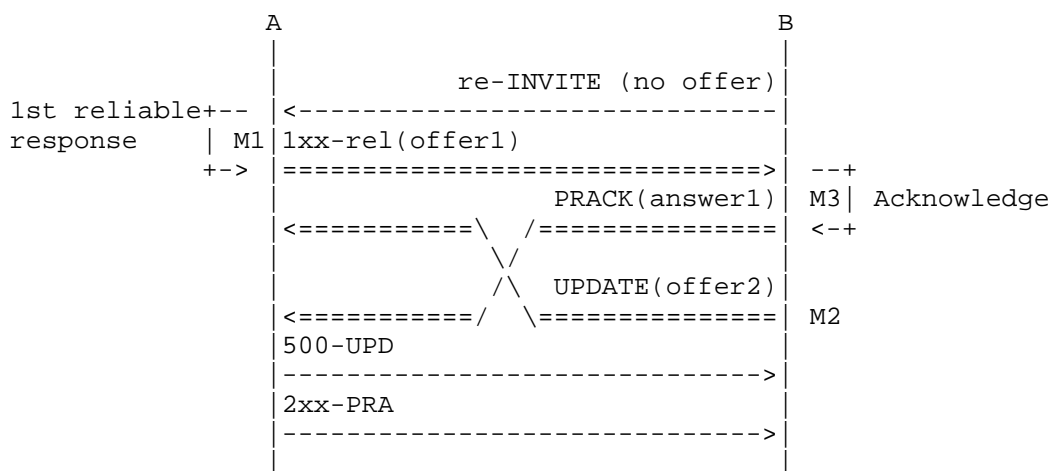 A B
re-INVITE (no offer)
1st reliable+-- |<------------------------------|
response | M1|1xx-rel(offer1)
+-> |==============================>| --+
PRACK(answer1)| M3| Acknowledge
|<===========\ /===============| <-+
\/
/\ UPDATE(offer2)|
|<===========/ \===============| M2
|500-UPD
|------------------------------>|
|2xx-PRA
|------------------------------>|